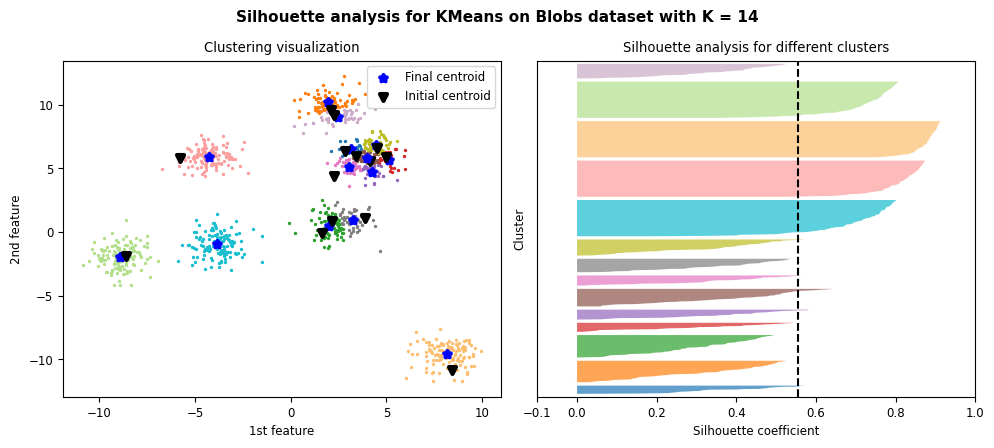 Silhouette analysis for KMeans on Blobs dataset with K = 14
Clustering visualization
Final centroid
Initial centroid
10
5
0
−5
−10
2nd feature
−10
−5
0
5
10
1st feature
Silhouette analysis for different clusters
Cluster
−0.1
0.0
0.2
0.4
0.6
0.8
1.0
Silhouette coefficient